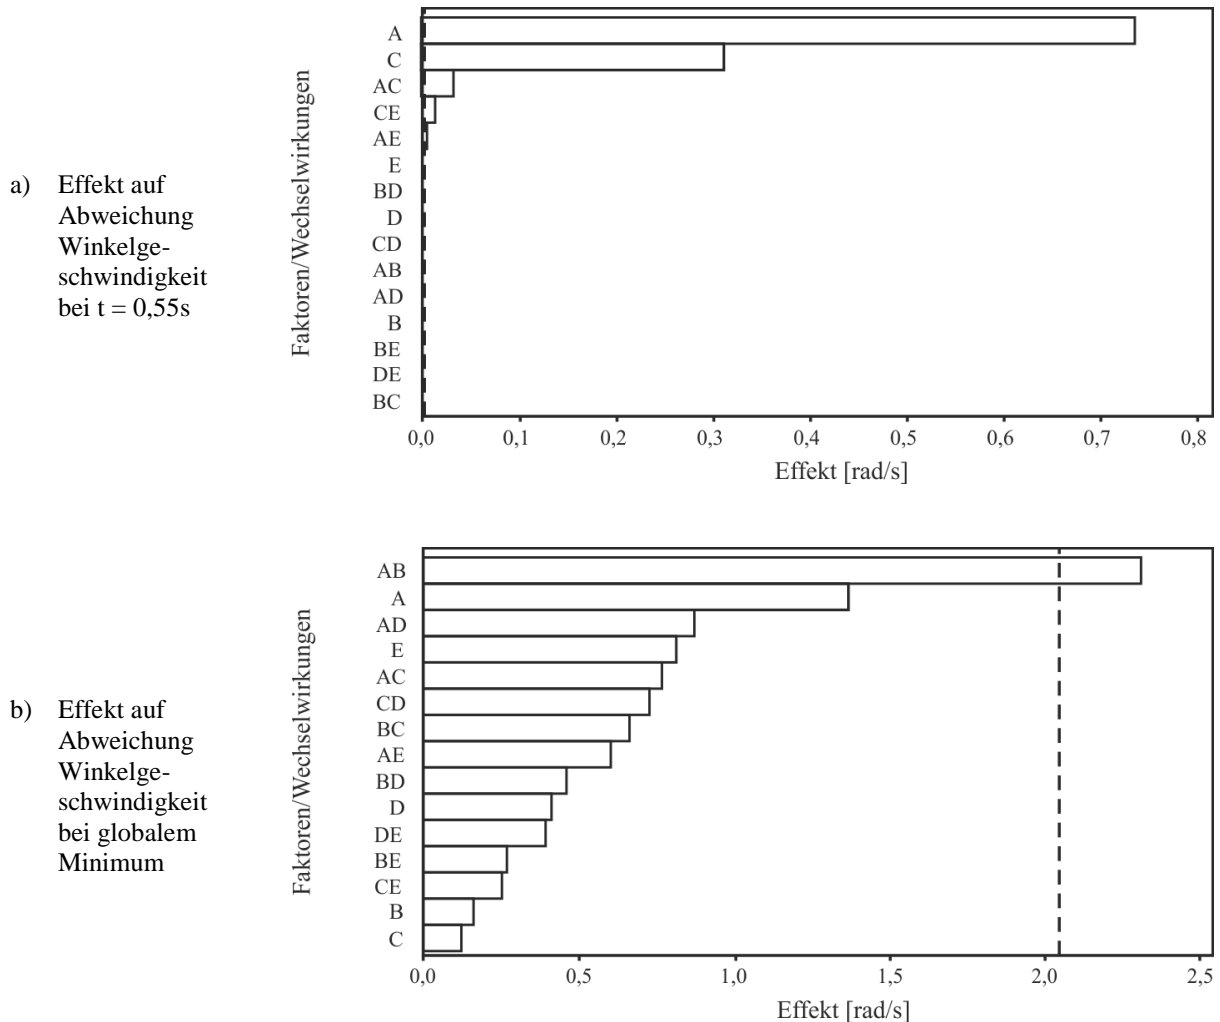 a) Effekt auf
Abweichung
Winkelge-
schwindigkeit
bei t = 0,55s
Faktoren/Wechselwirkungen
A
C
AC
CE
AE
E
BD
D
CD
AB
AD
B
BE
DE
BC
0,0 0,1 0,2 0,3 0,4 0,5 0,6 0,7 0,8
Effekt [rad/s]
b) Effekt auf
Abweichung
Winkelge-
schwindigkeit
bei globalem
Minimum
Faktoren/Wechselwirkungen
AB
A
AD
E
AC
CD
BC
AE
BD
D
DE
BE
CE
B
C
0,0 0,5 1,0 1,5 2,0 2,5
Effekt [rad/s]